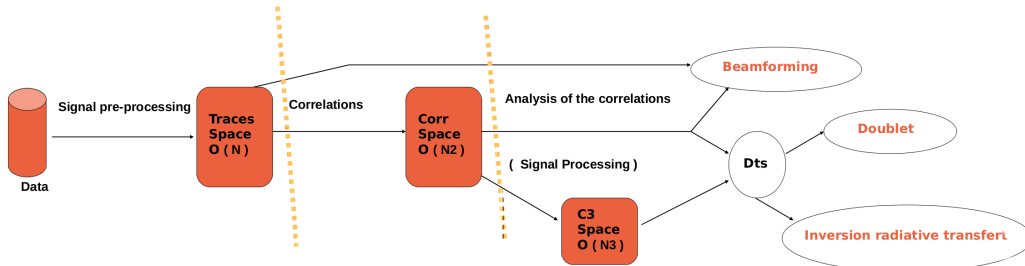 Signal pre-processing
Data
Traces
Space
O ( N )
Correlations
Corr
Space
O ( N2 )
Analysis of the correlations
( Signal Processing )
C3
Space
O ( N3 )
Beamforming
Dts
Doublet
Inversion radiative transfert